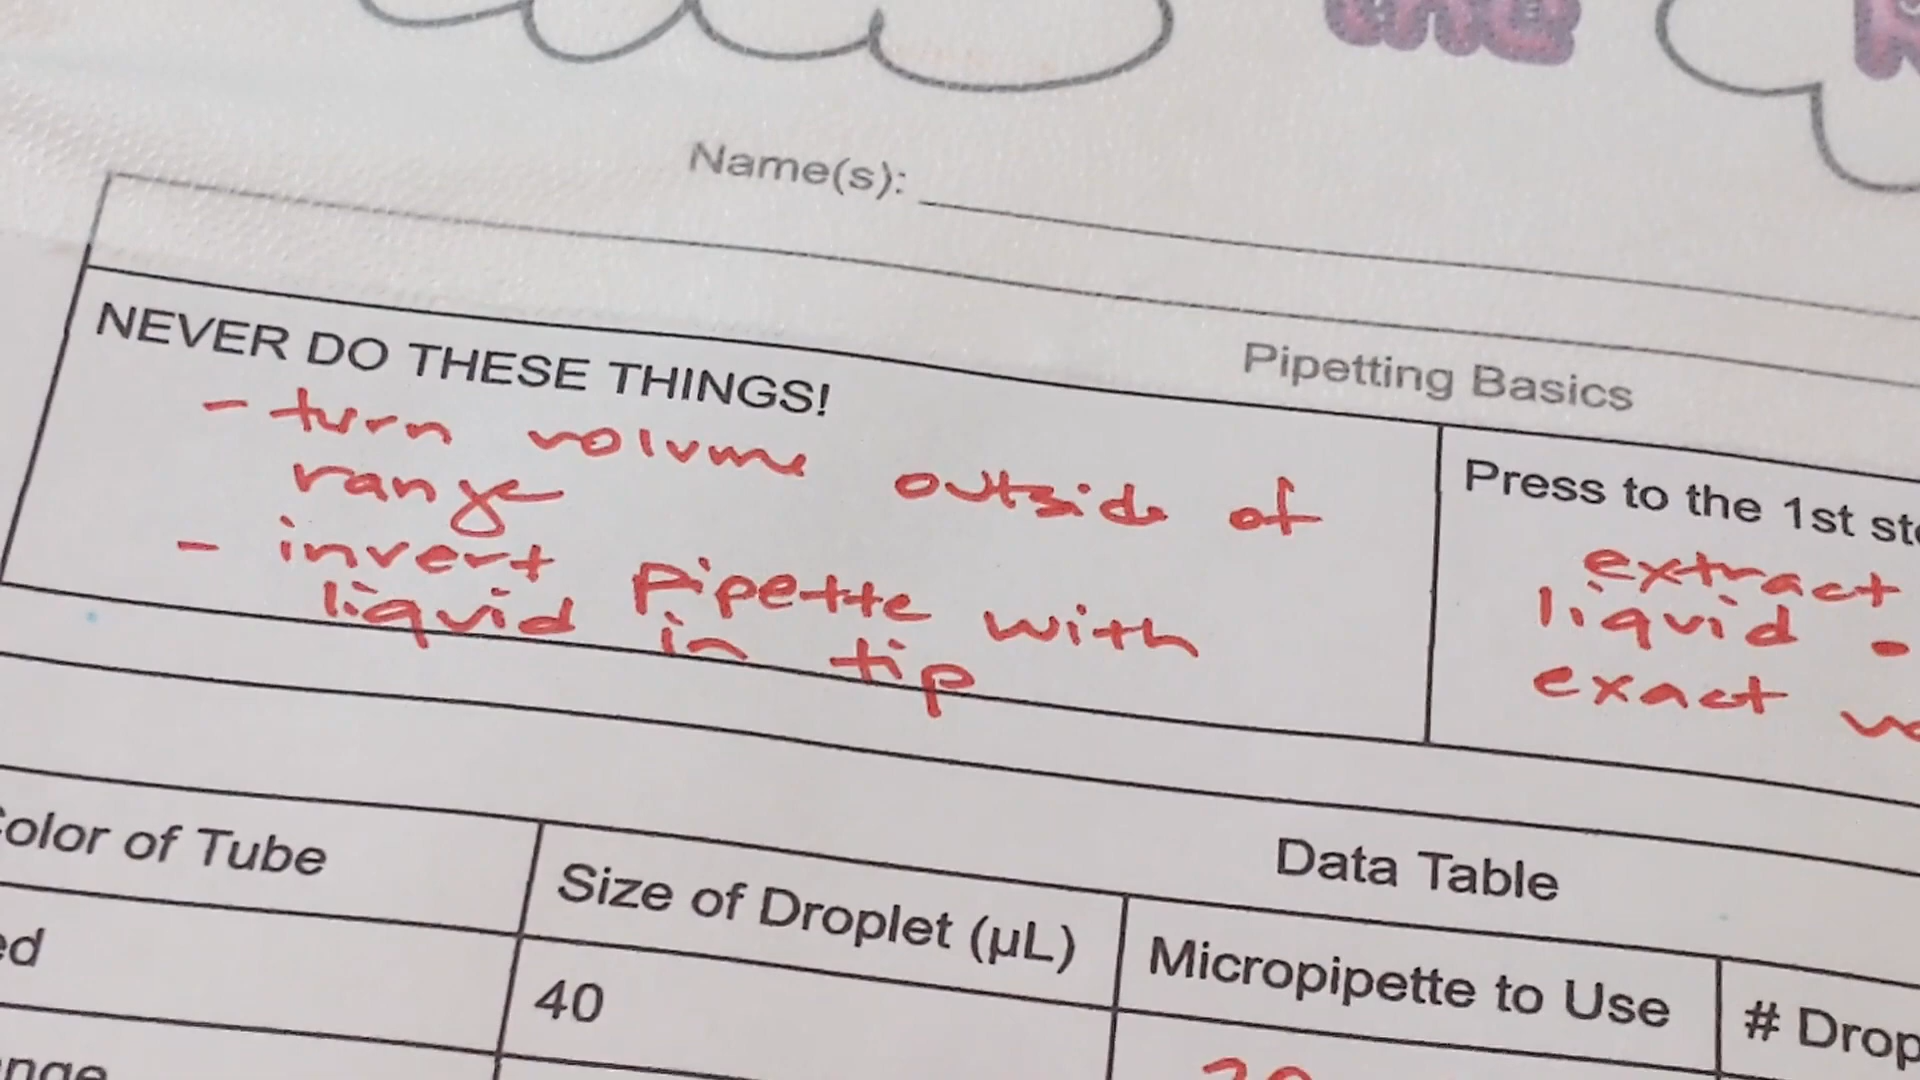 the
Name(s):
Pipetting Basics
NEVER DO THESE THINGS!
- turn volume outside of
range
- invert pipette with
liquid in tip
Press to the 1st
extract
liquid -
exact
Data Table
Color of Tube
Size of Droplet (µL)
Micropipette to Use
# Drop
ed
40
nge